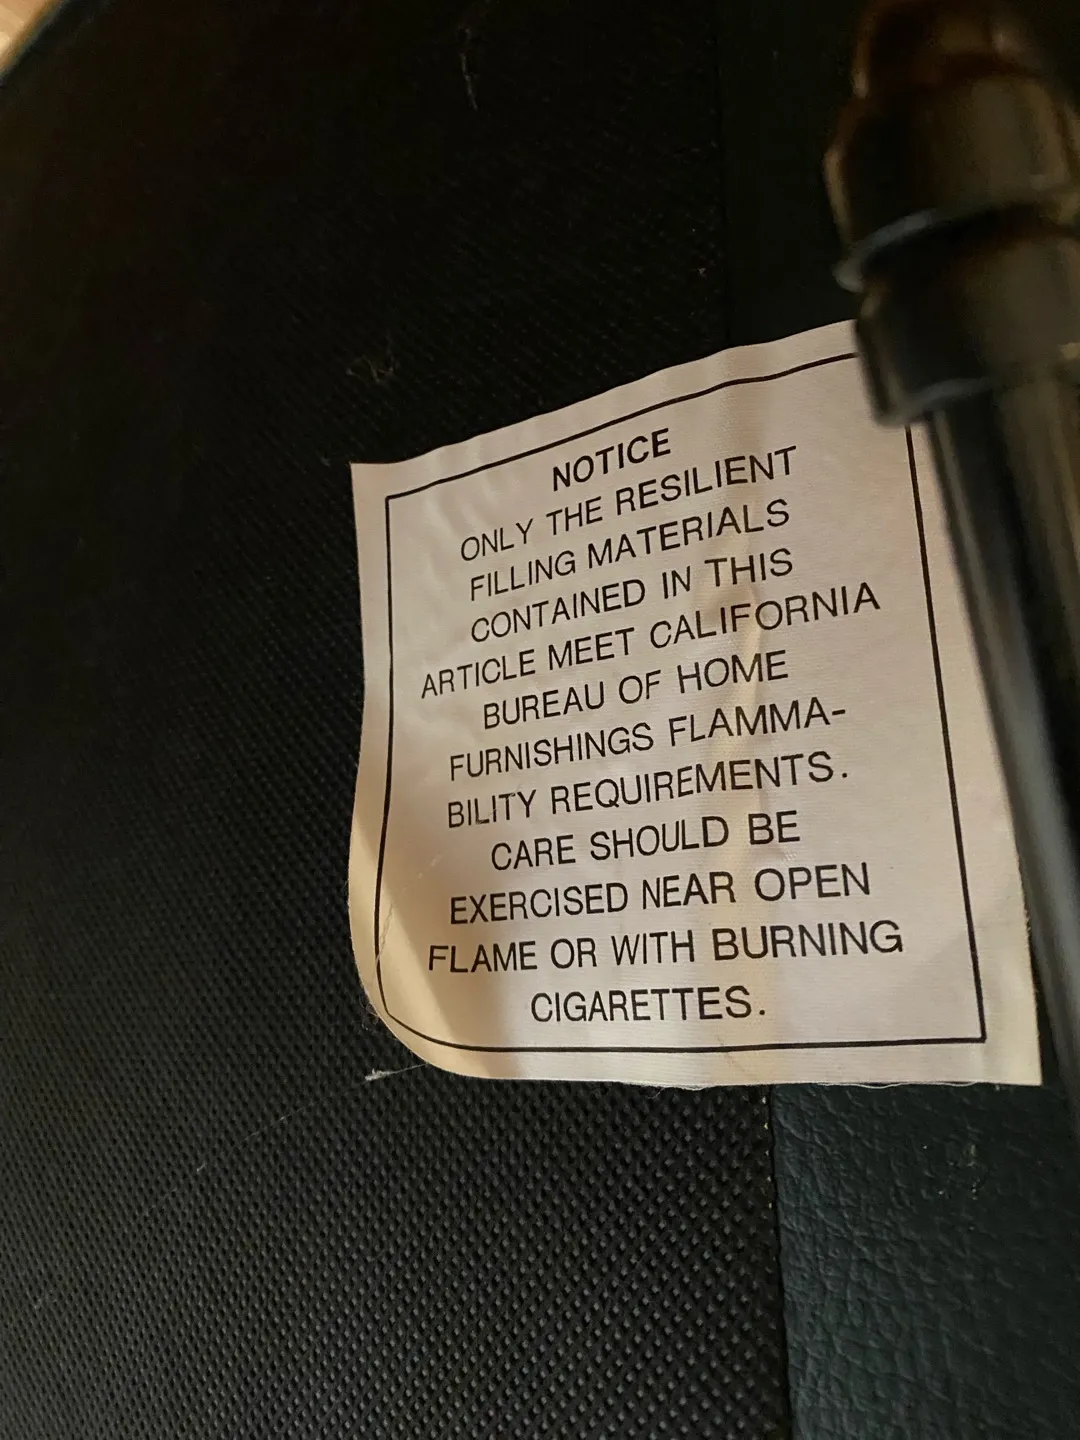 NOTICE
ONLY THE RESILIENT
FILLING MATERIALS
CONTAINED IN THIS
ARTICLE MEET CALIFORNIA
BUREAU OF HOME
FURNISHINGS FLAMMA-
BILITY REQUIREMENTS.
CARE SHOULD BE
EXERCISED NEAR OPEN
FLAME OR WITH BURNING
CIGARETTES.